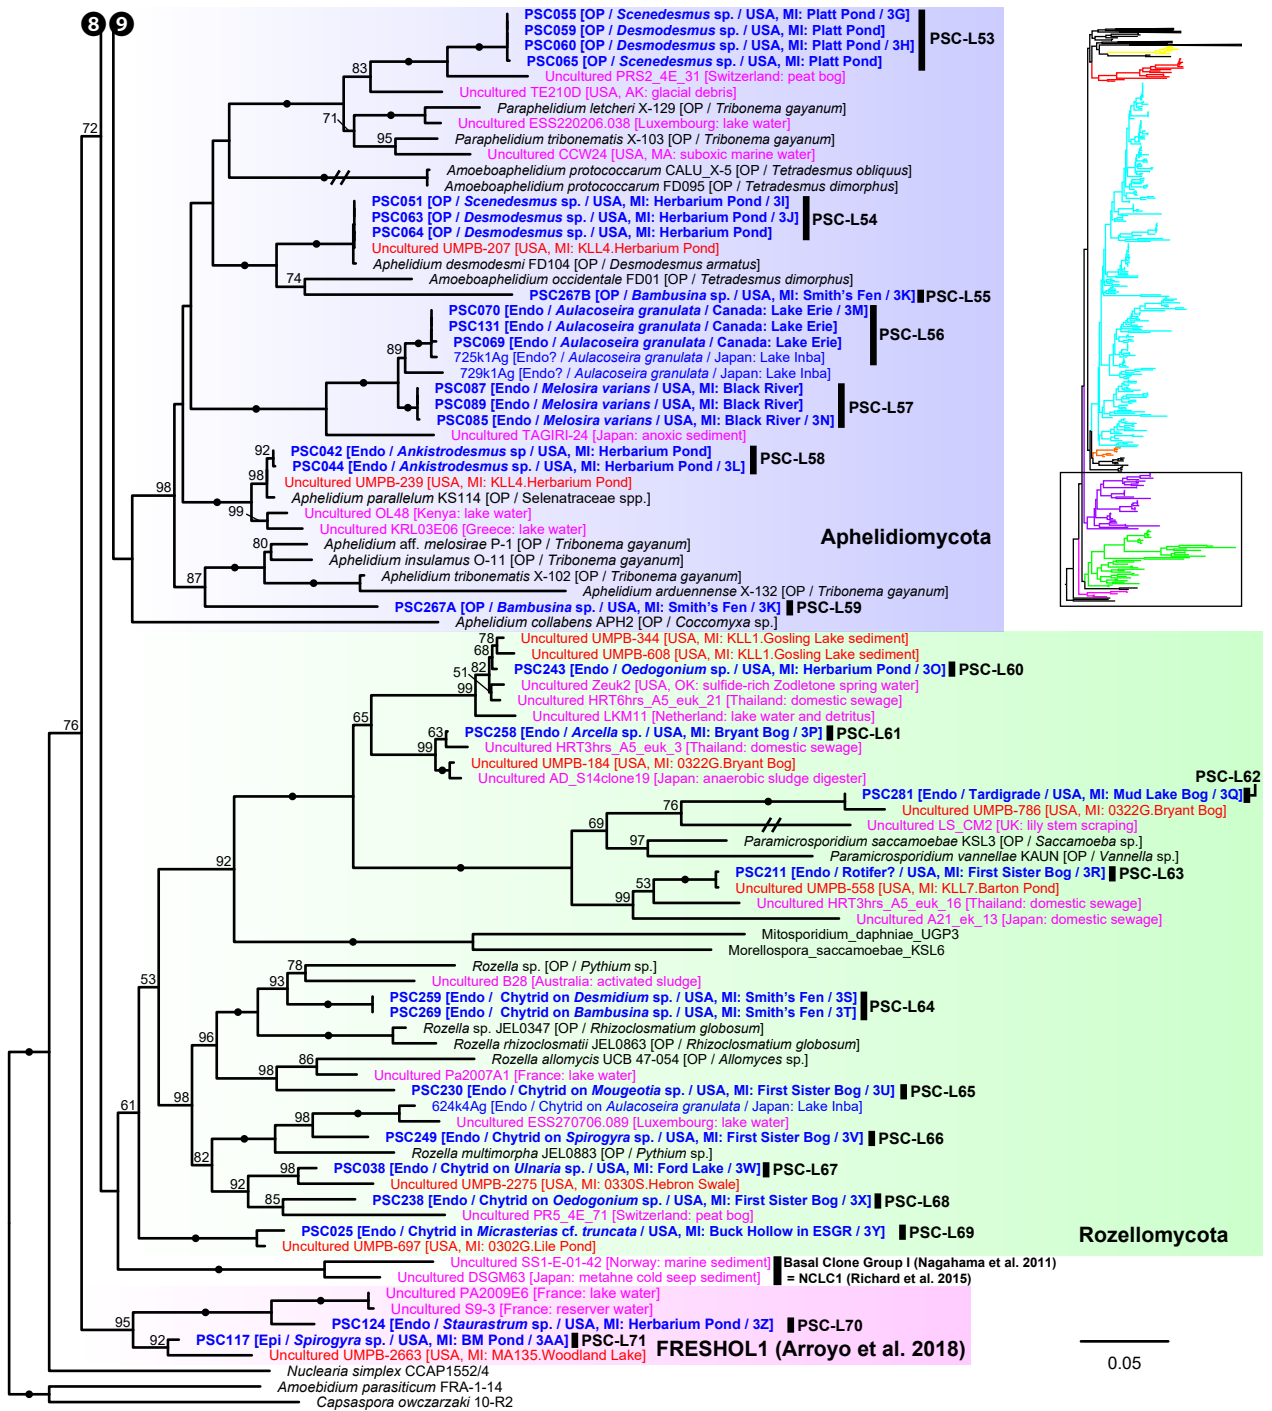 8 9
PSC055 [OP / Scenedesmus sp. / USA, MI: Platt Pond / 3G]
PSC059 [OP / Desmodesmus sp. / USA, MI: Platt Pond]
PSC-L53
PSC060 [OP / Desmodesmus sp. / USA, MI: Platt Pond / 3H]
PSC065 [OP / Scenedesmus sp. / USA, MI: Platt Pond]
83
Uncultured PRS2_4E_31 [Switzerland: peat bog]
Uncultured TE210D [USA, AK: glacial debris]
Paraphelidium letcheri X-129 [OP / Tribonema gayanum]
71
Uncultured ESS220206.038 [Luxembourg: lake water]
72
95
Paraphelidium tribonematis X-103 [OP / Tribonema gayanum]
Uncultured CCW24 [USA, MA: suboxic marine water]
Amoeboaphelidium protococcarum CALU_X-5 [OP / Tetradesmus obliquus]
Amoeboaphelidium protococcarum FD095 [OP / Tetradesmus dimorphus]
PSC051 [OP / Scenedesmus sp. / USA, MI: Herbarium Pond / 3I]
PSC063 [OP / Desmodesmus sp. / USA, MI: Herbarium Pond / 3J]
PSC-L54
PSC064 [OP / Desmodesmus sp. / USA, MI: Herbarium Pond]
Uncultured UMPB-207 [USA, MI: KLL4.Herbarium Pond]
Aphelidium desmodesmi FD104 [OP / Desmodesmus armatus]
74
Amoeboaphelidium occidentale FD01 [OP / Tetradesmus dimorphus]
PSC267B [OP / Bambusina sp. / USA, MI: Smith's Fen / 3K]
PSC-L55
PSC070 [Endo / Aulacoseira granulata / Canada: Lake Erie / 3M]
PSC131 [Endo / Aulacoseira granulata / Canada: Lake Erie]
PSC-L56
PSC069 [Endo / Aulacoseira granulata / Canada: Lake Erie]
89
725k1Ag [Endo? / Aulacoseira granulata / Japan: Lake Inba]
729k1Ag [Endo? / Aulacoseira granulata / Japan: Lake Inba]
PSC087 [Endo / Melosira varians / USA, MI: Black River]
PSC089 [Endo / Melosira varians / USA, MI: Black River]
PSC-L57
PSC085 [Endo / Melosira varians / USA, MI: Black River / 3N]
Uncultured TAGIRI-24 [Japan: anoxic sediment]
92
PSC042 [Endo / Ankistrodesmus sp / USA, MI: Herbarium Pond]
PSC-L58
PSC044 [Endo / Ankistrodesmus sp. / USA, MI: Herbarium Pond / 3L]
98
Uncultured UMPB-239 [USA, MI: KLL4.Herbarium Pond]
98
Aphelidium parallelum KS114 [OP / Selenatraceae spp.]
99
Uncultured OL48 [Kenya: lake water]
Uncultured KRL03E06 [Greece: lake water]
Aphelidiomycota
80
Aphelidium aff. melosirae P-1 [OP / Tribonema gayanum]
Aphelidium insulamus O-11 [OP / Tribonema gayanum]
87
Aphelidium tribonematis X-102 [OP / Tribonema gayanum]
Aphelidium arduennense X-132 [OP / Tribonema gayanum]
PSC267A [OP / Bambusina sp. / USA, MI: Smith's Fen / 3K]
PSC-L59
Aphelidium collabens APH2 [OP / Coccomyxa sp.]
78
Uncultured UMPB-344 [USA, MI: KLL1.Gosling Lake sediment]
68
Uncultured UMPB-608 [USA, MI: KLL1.Gosling Lake sediment]
51
82
PSC243 [Endo / Oedogonium sp. / USA, MI: Herbarium Pond / 3O]
PSC-L60
99
Uncultured Zeuk2 [USA, OK: sulfide-rich Zodletone spring water]
Uncultured HRT6hrs_A5_euk_21 [Thailand: domestic sewage]
65
Uncultured LKM11 [Netherland: lake water and detritus]
76
63
PSC258 [Endo / Arcella sp. / USA, MI: Bryant Bog / 3P]
PSC-L61
99
Uncultured HRT3hrs_A5_euk_3 [Thailand: domestic sewage]
Uncultured UMPB-184 [USA, MI: 0322G.Bryant Bog]
Uncultured AD_S14clone19 [Japan: anaerobic sludge digester]
PSC-L62
PSC281 [Endo / Tardigrade / USA, MI: Mud Lake Bog / 3Q]
76
Uncultured UMPB-786 [USA, MI: 0322G.Bryant Bog]
69
Uncultured LS_CM2 [UK: lily stem scraping]
97
Paramicrosporidium saccamoebae KSL3 [OP / Saccamoeba sp.]
Paramicrosporidium vannellae KAUN [OP / Vannella sp.]
92
PSC211 [Endo / Rotifer? / USA, MI: First Sister Bog / 3R]
PSC-L63
53
Uncultured UMPB-558 [USA, MI: KLL7.Barton Pond]
99
Uncultured HRT3hrs_A5_euk_16 [Thailand: domestic sewage]
Uncultured A21_ek_13 [Japan: domestic sewage]
Mitosporidium_daphniae_UGP3
Morellospora_saccamoebae_KSL6
78
Rozella sp. [OP / Pythium sp.]
53
93
Uncultured B28 [Australia: activated sludge]
PSC259 [Endo / Chytrid on Desmidium sp. / USA, MI: Smith's Fen / 3S]
PSC-L64
PSC269 [Endo / Chytrid on Bambusina sp. / USA, MI: Smith's Fen / 3T]
96
Rozella sp. JEL0347 [OP / Rhizoclosmatium globosum]
Rozella rhizoclosmatii JEL0863 [OP / Rhizoclosmatium globosum]
86
Rozella allomycis UCB 47-054 [OP / Allomyces sp.]
98
Uncultured Pa2007A1 [France: lake water]
PSC230 [Endo / Chytrid on Mougeotia sp. / USA, MI: First Sister Bog / 3U]
PSC-L65
61
98
624k4Ag [Endo / Chytrid on Aulacoseira granulata / Japan: Lake Inba]
98
Uncultured ESS270706.089 [Luxembourg: lake water]
PSC249 [Endo / Chytrid on Spirogyra sp. / USA, MI: First Sister Bog / 3V]
PSC-L66
82
Rozella multimorpha JEL0883 [OP / Pythium sp.]
98
PSC038 [Endo / Chytrid on Ulnaria sp. / USA, MI: Ford Lake / 3W]
PSC-L67
92
Uncultured UMPB-2275 [USA, MI: 0330S.Hebron Swale]
85
PSC238 [Endo / Chytrid on Oedogonium sp. / USA, MI: First Sister Bog / 3X]
PSC-L68
Uncultured PR5_4E_71 [Switzerland: peat bog]
PSC025 [Endo / Chytrid in Micrasterias cf. truncata / USA, MI: Buck Hollow in ESGR / 3Y]
PSC-L69
Rozellomycota
Uncultured UMPB-697 [USA, MI: 0302G.Lile Pond]
Uncultured SS1-E-01-42 [Norway: marine sediment]
Basal Clone Group I (Nagahama et al. 2011)
Uncultured DSGM63 [Japan: metahne cold seep sediment]
= NCLC1 (Richard et al. 2015)
Uncultured PA2009E6 [France: lake water]
Uncultured S9-3 [France: reserver water]
95
PSC124 [Endo / Staurastrum sp. / USA, MI: Herbarium Pond / 3Z]
PSC-L70
92
PSC117 [Epi / Spirogyra sp. / USA, MI: BM Pond / 3AA]
PSC-L71
Uncultured UMPB-2663 [USA, MI: MA135.Woodland Lake]
FRESHOL1 (Arroyo et al. 2018)
Nuclearia simplex CCAP1552/4
Amoebidium parasiticum FRA-1-14
Capsaspora owczarzaki 10-R2
0.05